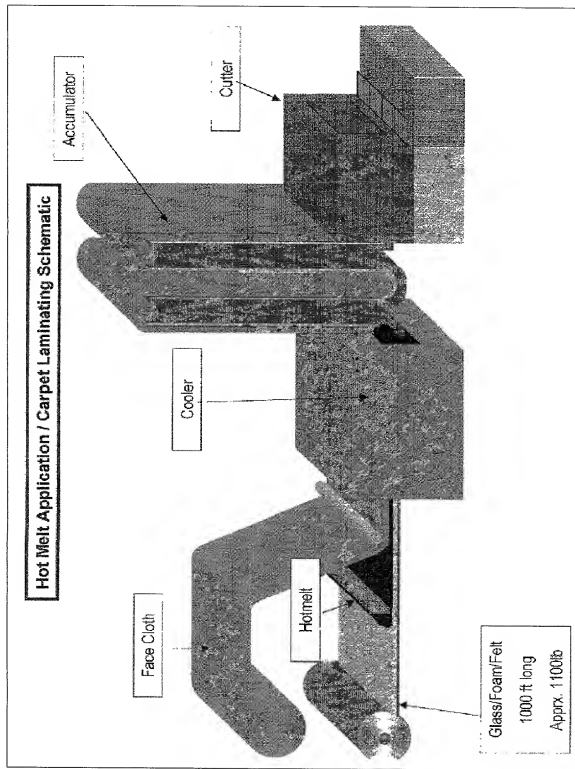 Hot Melt Application / Carpet Laminating Schematic
Accumulator
Cutter
Cooler
Face Cloth
Hotmelt
Glass/Foam/Felt
1000 ft long
Apprx. 1100lb